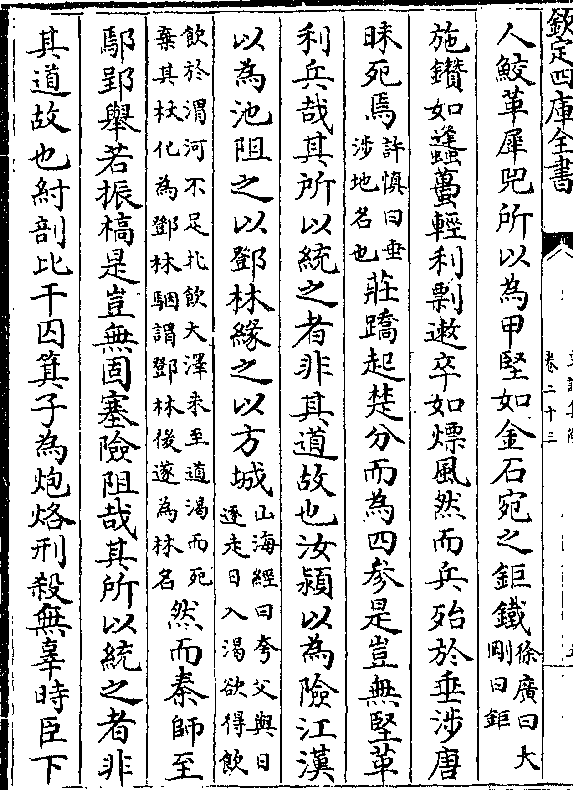 欽定四庫全書
卷二十三
人鮫革犀兕所以為甲堅如金石宛之鉅鐵徐廣曰大剛曰鉅
施鑽如蠭蠆輕利剽遬卒如熛風然而兵殆於垂涉唐
昧死焉許慎曰垂涉地名也莊蹻起楚分而為四參是豈無堅革
利兵哉其所以統之者非其道故也汝潁以為險江漢
以為池阻之以鄧林緣之以方城山海經曰夸父與日逐走日入渴欲得飲
飲於渭河不足北飲大澤未至道渴而死棄其杖化為鄧林駰謂鄧林後遂為林名然而秦師至
鄢郢舉若振槁是豈無固塞險阻哉其所以統之者非
其道故也紂剖比干囚箕子為炮烙刑殺無辜時臣下